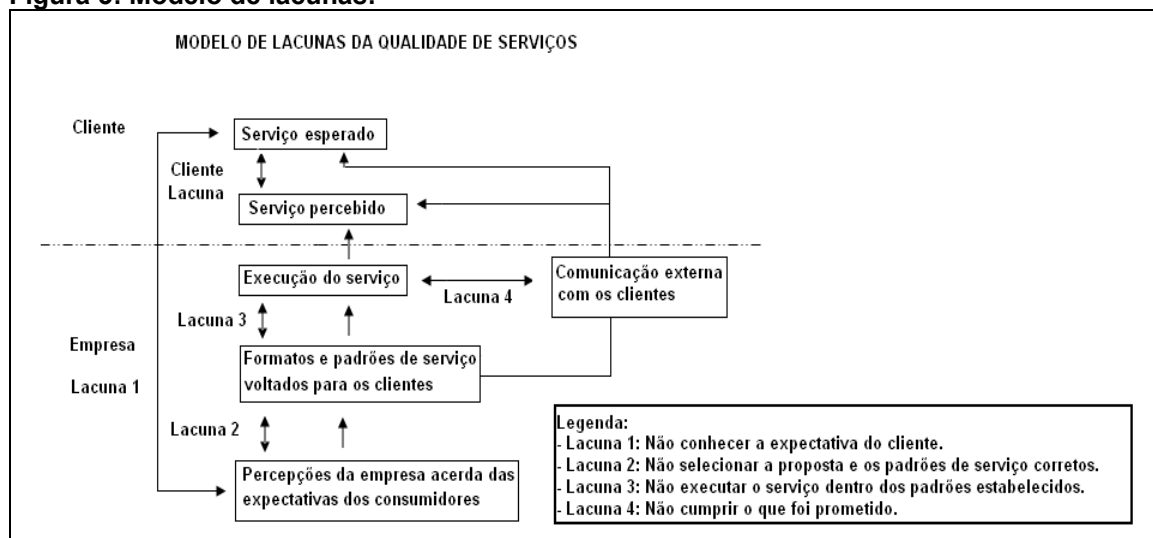 Figura 3: Modelo de lacunas.
MODELO DE LACUNAS DA QUALIDADE DE SERVIÇOS
Cliente
Serviço esperado
Cliente
Lacuna
Serviço percebido
Execução do serviço
Lacuna 4
Comunicação externa
com os clientes
Lacuna 3
Empresa
Lacuna 1
Formatos e padrões de serviço
voltados para os clientes
Lacuna 2
Percepções da empresa acerda das
expectativas dos consumidores
Legenda:
- Lacuna 1: Não conhecer a expectativa do cliente.
- Lacuna 2: Não selecionar a proposta e os padrões de serviço corretos.
- Lacuna 3: Não executar o serviço dentro dos padrões estabelecidos.
- Lacuna 4: Não cumprir o que foi prometido.